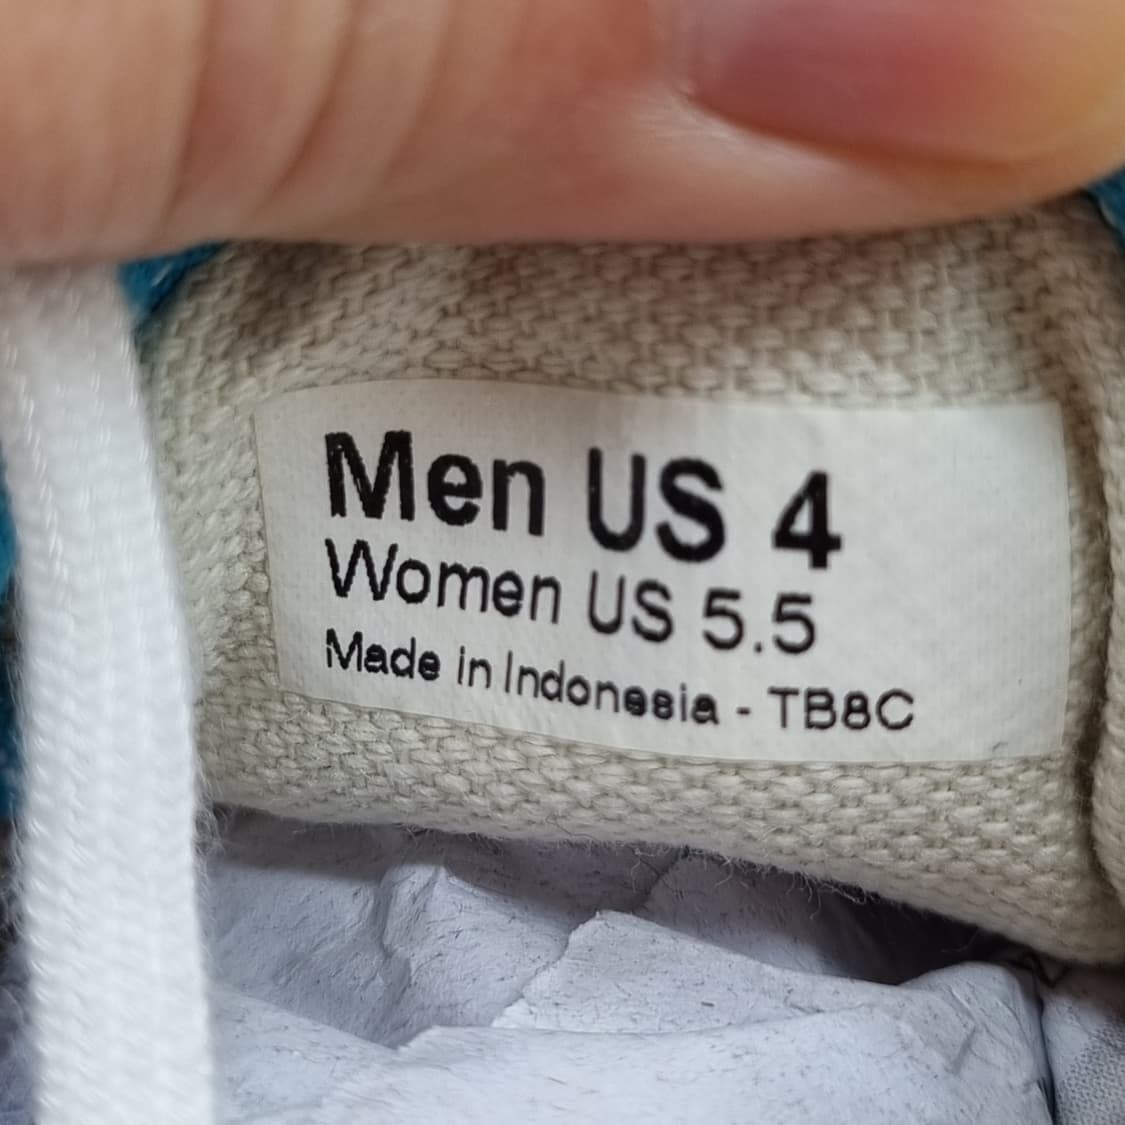 Men US 4
Women US 5.5
Made in Indonesia - TB8C